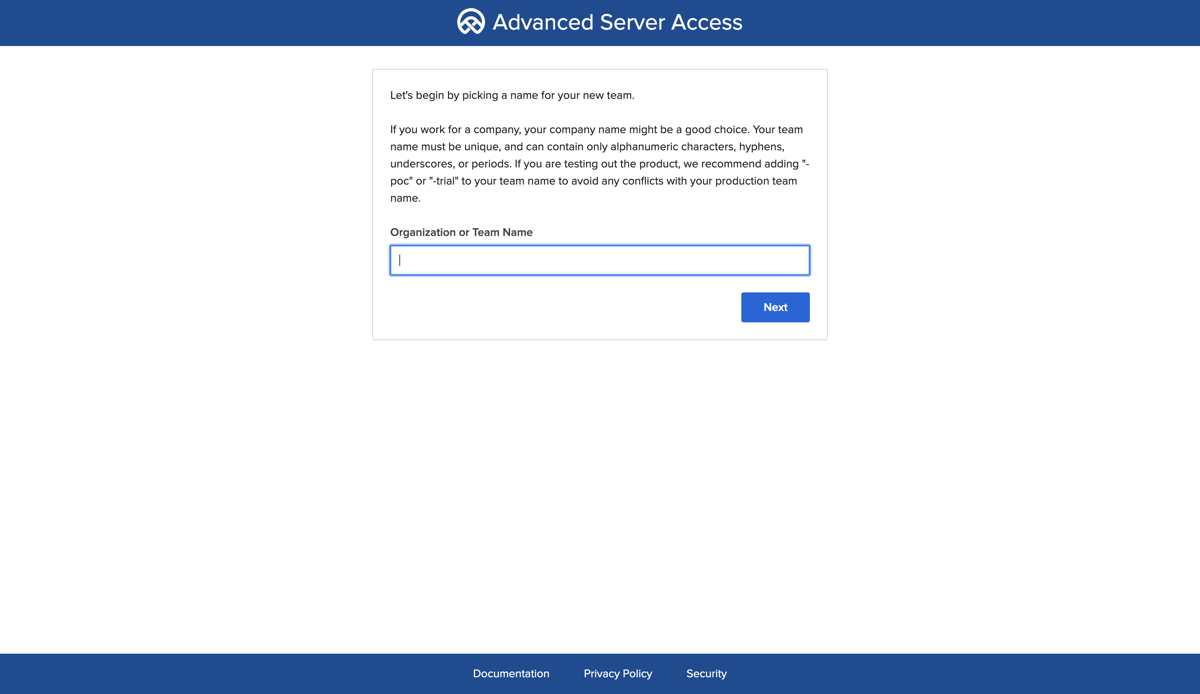 Advanced Server Access
Let's begin by picking a name for your new team.
If you work for a company, your company name might be a good choice. Your team
name must be unique, and can contain only alphanumeric characters, hyphens,
underscores, or periods. If you are testing out the product, we recommend adding "-
poc" or "-trial" to your team name to avoid any conflicts with your production team
name.
Organization or Team Name
Next
Documentation Privacy Policy Security